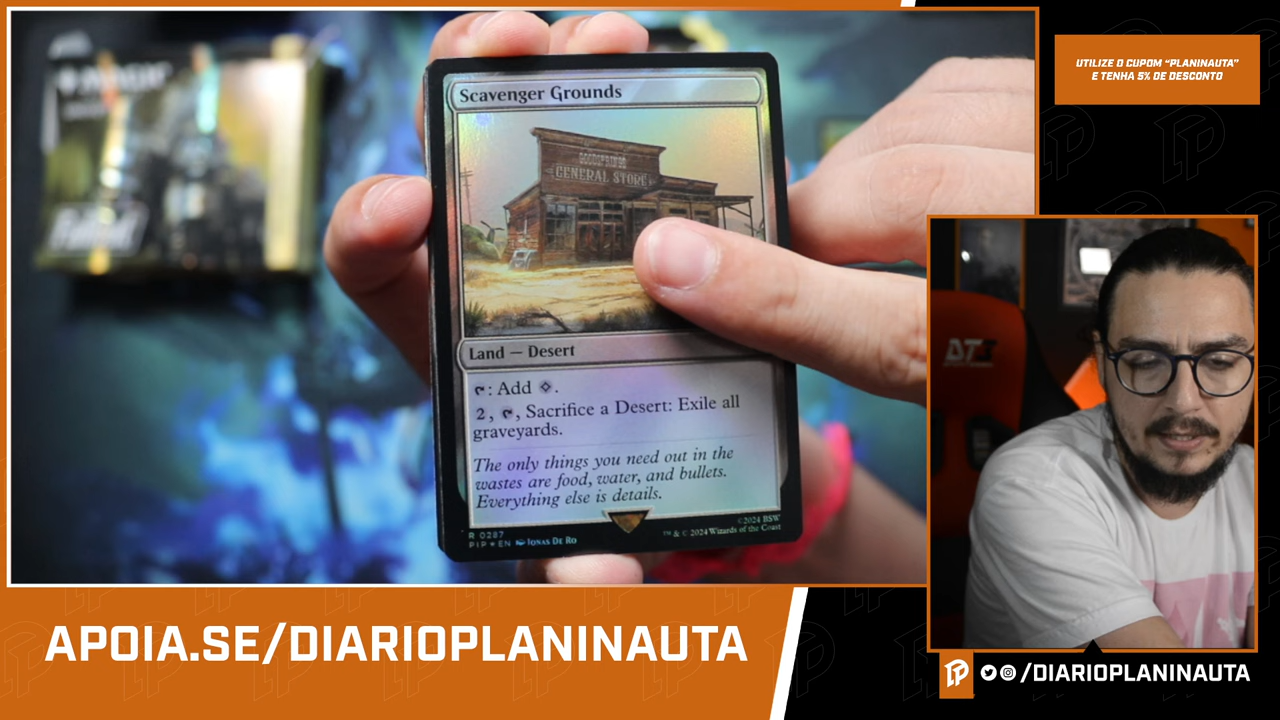 Scavenger Grounds
GOODSPRINGS
GENERAL STORE
Land — Desert
: Add .
2, , Sacrifice a Desert: Exile all
graveyards.
The only things you need out in the
wastes are food, water, and bullets.
Everything else is details.
R 0287
PIP ★ EN JONAS DE RO
©2024 BSW
™ & © 2024 Wizards of the Coast
MAGIC
Fallout
UTILIZE O CUPOM “PLANINAUTA”
E TENHA 5% DE DESCONTO
DT3
APOIA.SE/DIARIOPLANINAUTA
/DIARIOPLANINAUTA